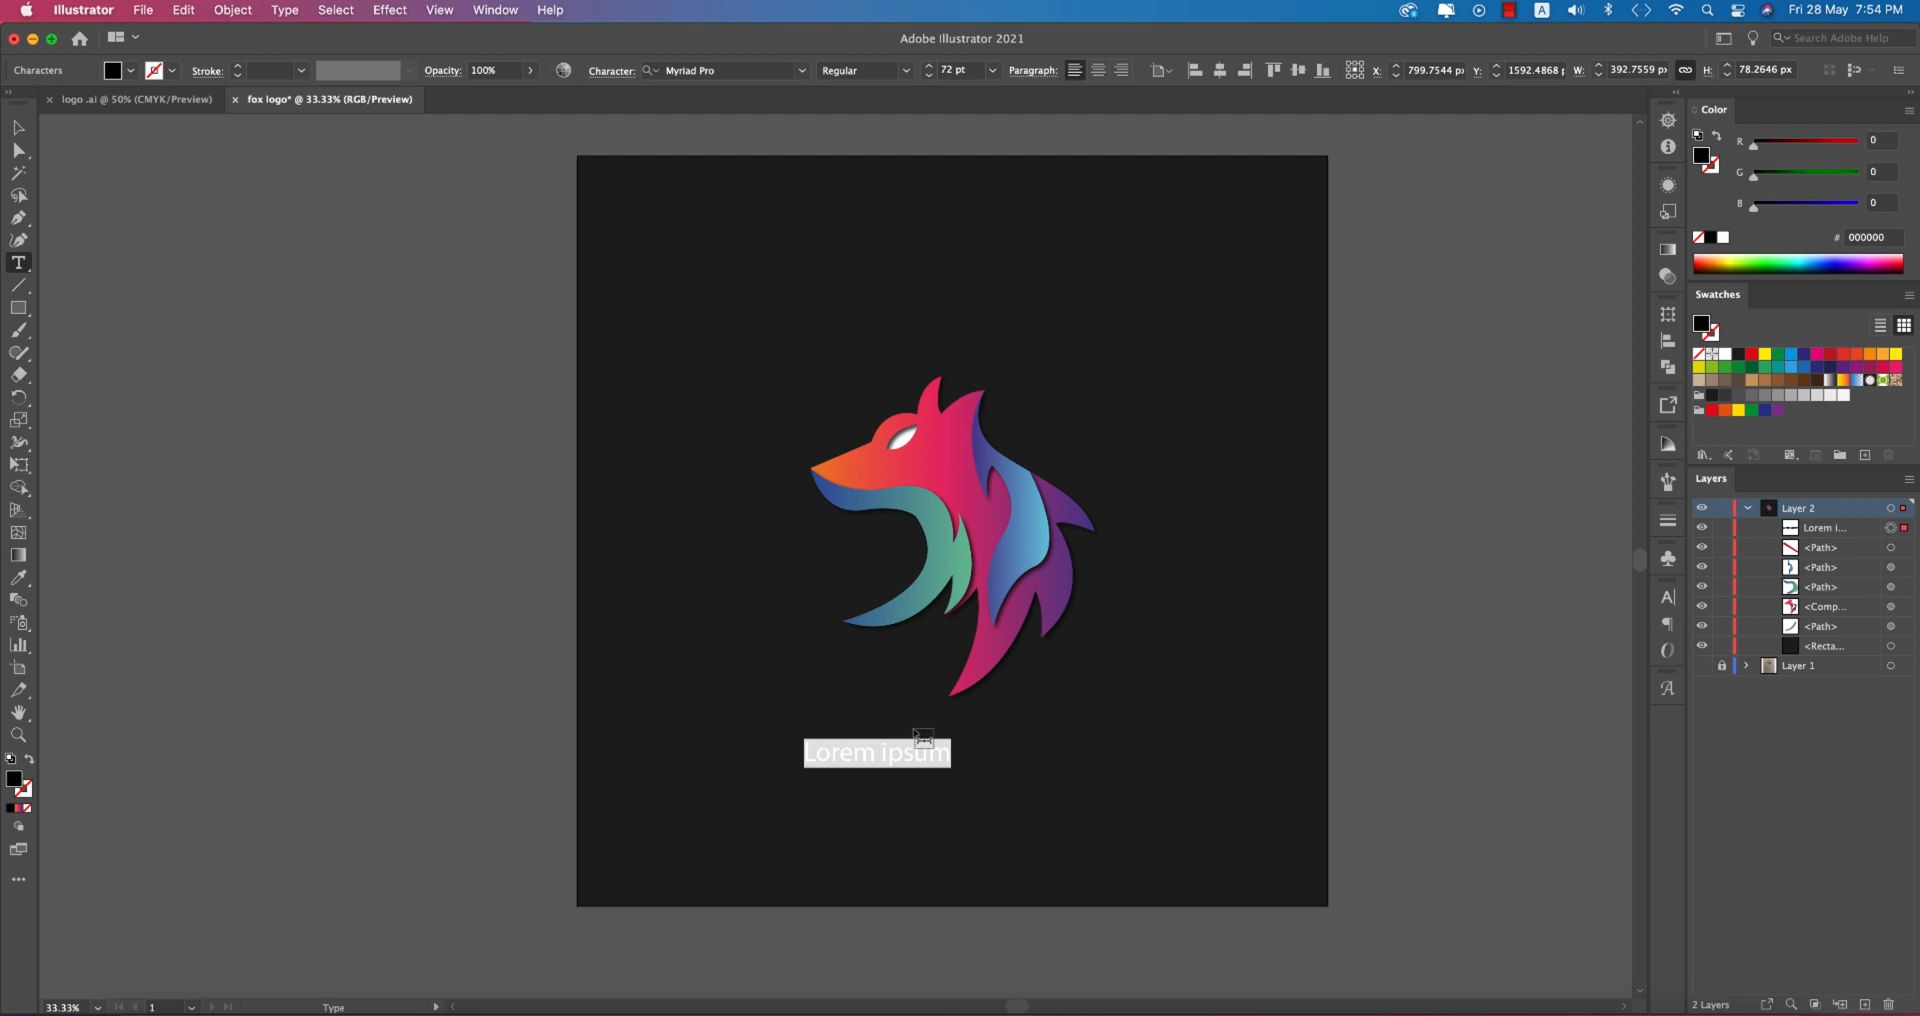 Illustrator File Edit Object Type Select Effect View Window Help A Fri 28 May 7:54 PM
Adobe Illustrator 2021 Search Adobe Help
Characters Stroke: Opacity: 100% Character: Myriad Pro Regular 72 pt Paragraph: X: 799.7544 Y: 1592.4868 W: 392.7559 H: 78.2646 px
logo .ai @ 50% (CMYK/Preview) fox logo* @ 33.33% (RGB/Preview)
Color
R 0
G 0
B 0
# 000000
Swatches
Layers
Layer 2
Lorem i...
<Path>
<Path>
<Path>
<Comp...
<Path>
<Recta...
Layer 1
Lorem ipsum
33.33% 1 Type
2 Layers